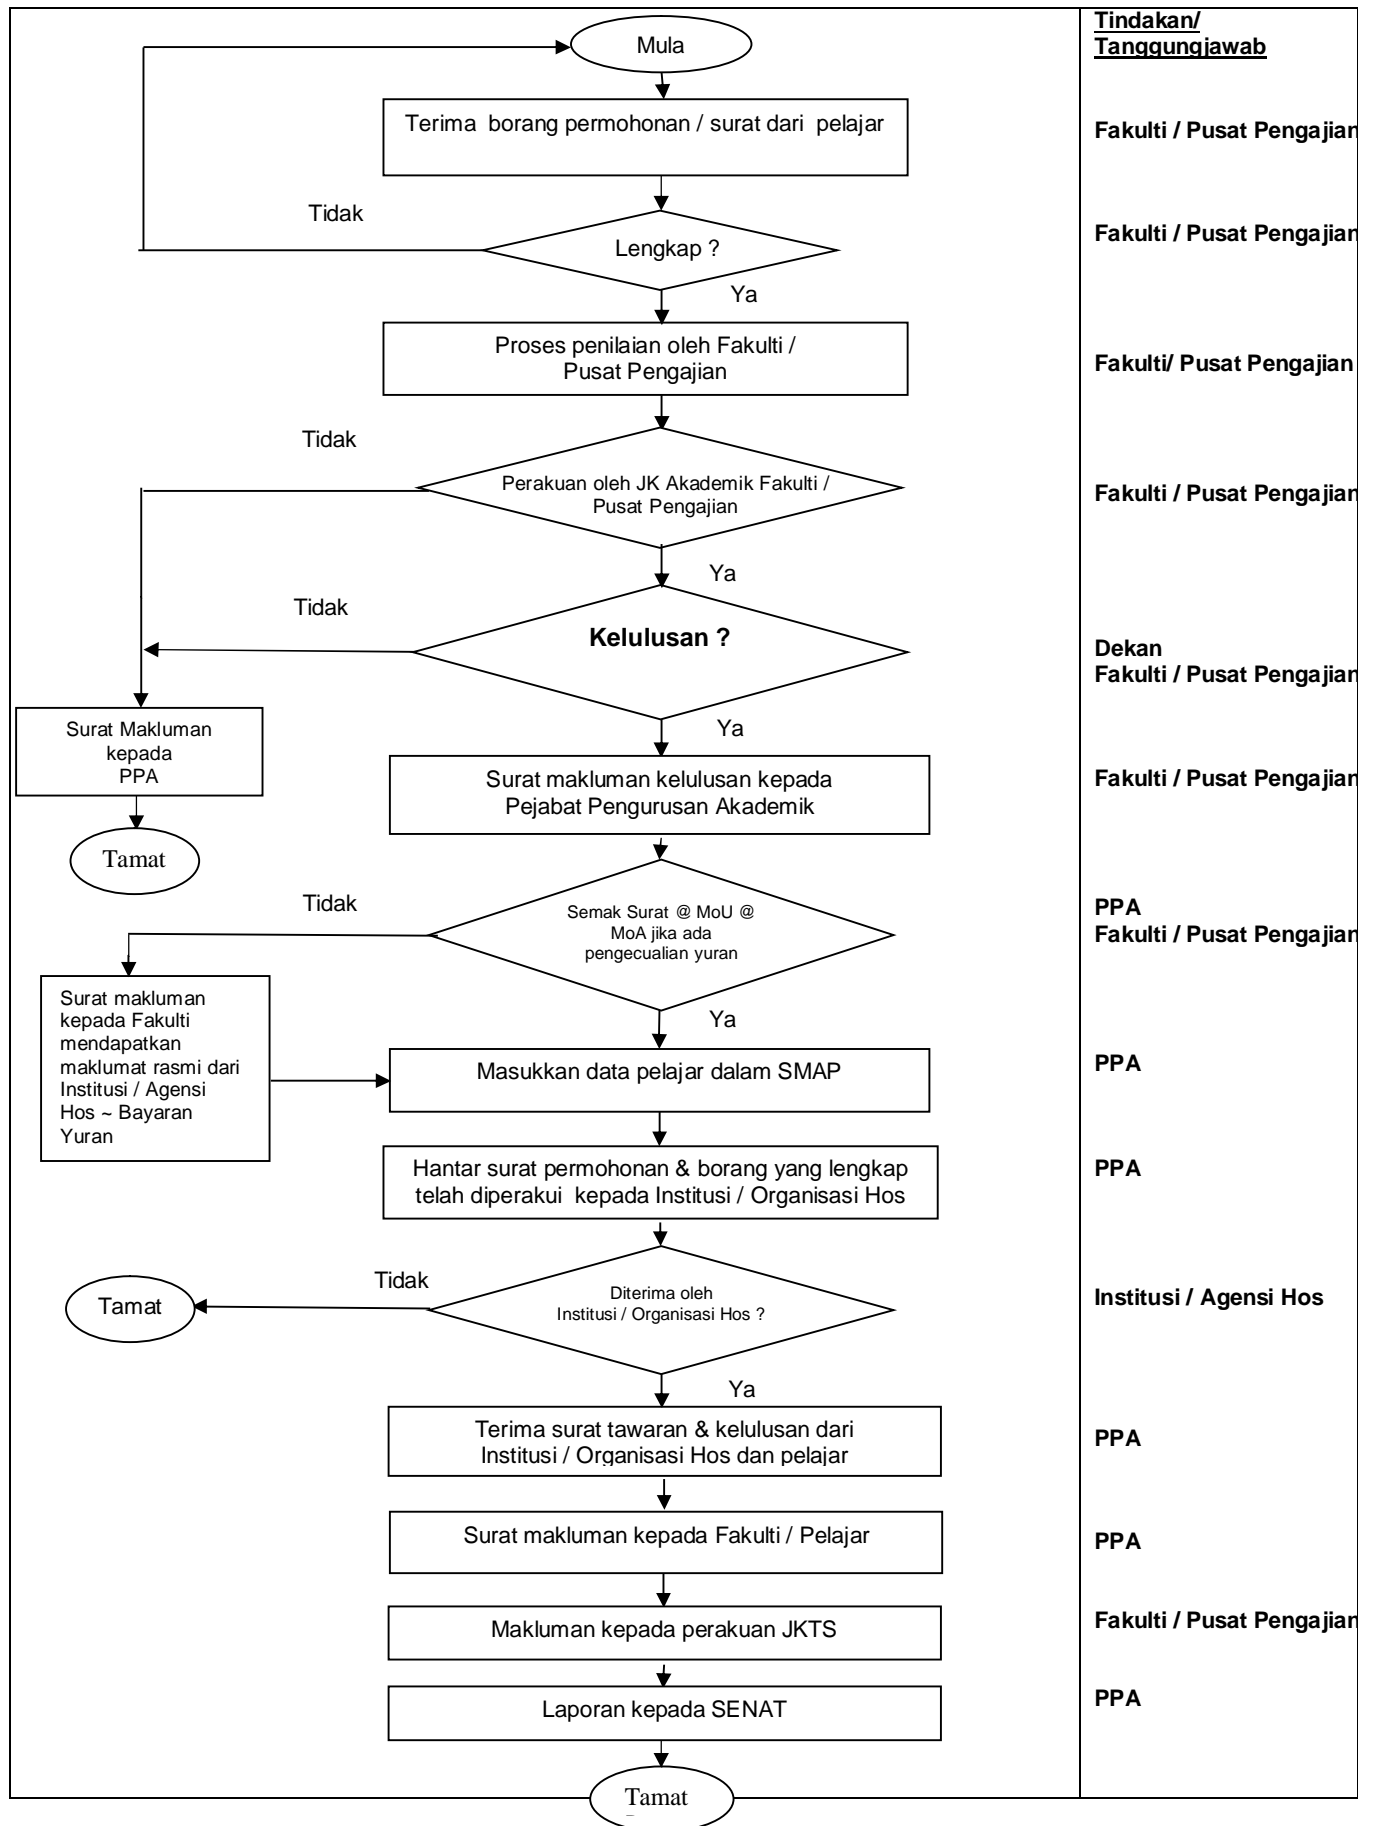 Tindakan/
Tanggungjawab
Mula
Terima borang permohonan / surat dari pelajar
Fakulti / Pusat Pengajian
Tidak
Lengkap ?
Fakulti / Pusat Pengajian
Ya
Proses penilaian oleh Fakulti /
Pusat Pengajian
Fakulti/ Pusat Pengajian
Tidak
Perakuan oleh JK Akademik Fakulti /
Pusat Pengajian
Fakulti / Pusat Pengajian
Ya
Tidak
Kelulusan ?
Dekan
Fakulti / Pusat Pengajian
Surat Makluman
kepada
PPA
Ya
Surat makluman kelulusan kepada
Pejabat Pengurusan Akademik
Fakulti / Pusat Pengajian
Tamat
Tidak
Semak Surat @ MoU @
MoA jika ada
pengecualian yuran
PPA
Fakulti / Pusat Pengajian
Surat makluman
kepada Fakulti
mendapatkan
maklumat rasmi dari
Institusi / Agensi
Hos ~ Bayaran
Yuran
Ya
Masukkan data pelajar dalam SMAP
PPA
Hantar surat permohonan & borang yang lengkap
telah diperakui kepada Institusi / Organisasi Hos
PPA
Tidak
Tamat
Diterima oleh
Institusi / Organisasi Hos ?
Institusi / Agensi Hos
Ya
Terima surat tawaran & kelulusan dari
Institusi / Organisasi Hos dan pelajar
PPA
Surat makluman kepada Fakulti / Pelajar
PPA
Makluman kepada perakuan JKTS
Fakulti / Pusat Pengajian
Laporan kepada SENAT
PPA
Tamat